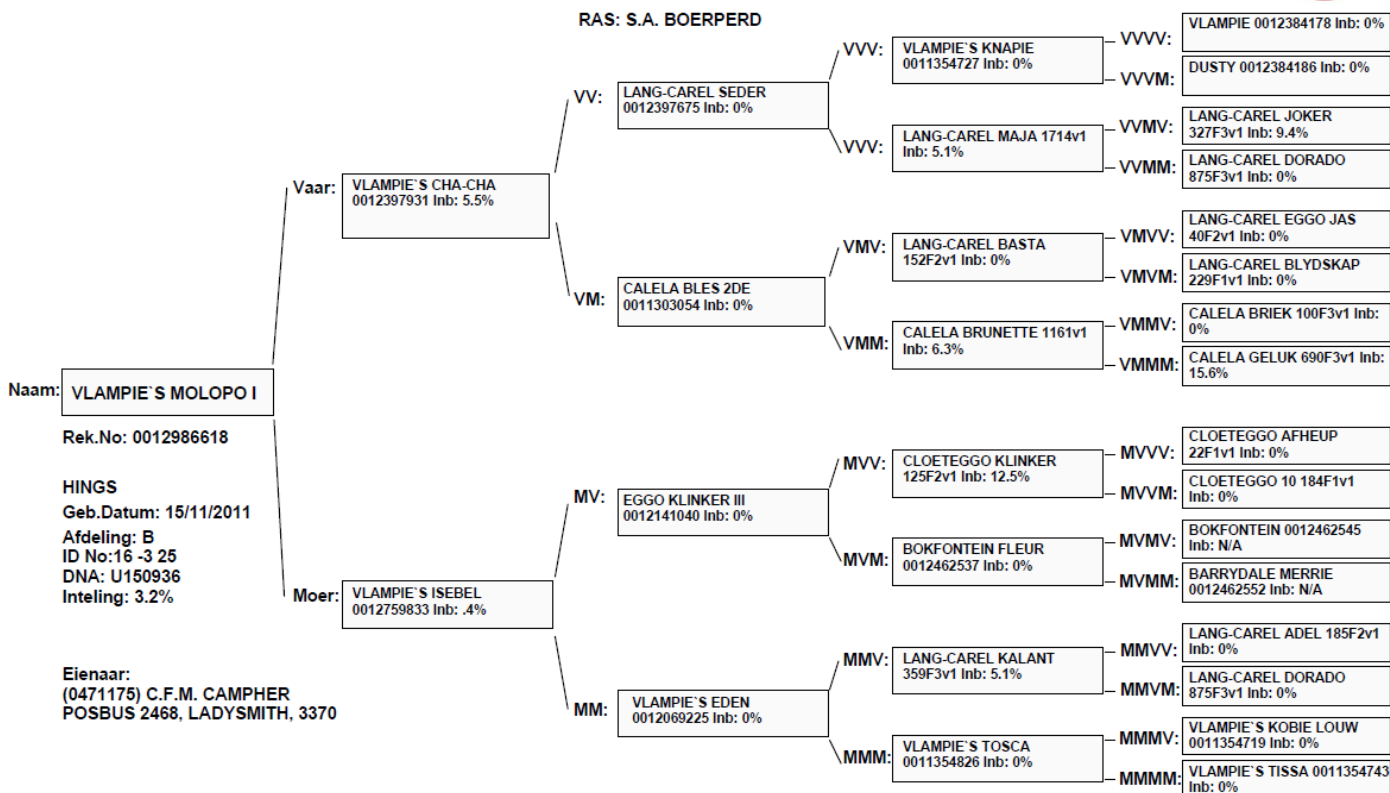 RAS: S.A. BOERPERD
Naam:
VLAMPIE`S MOLOPO I
Rek.No: 0012986618
HINGS
Geb.Datum: 15/11/2011
Afdeling: B
ID No:16 -3 25
DNA: U150936
Inteling: 3.2%
Eienaar:
(0471175) C.F.M. CAMPHER
POSBUS 2468, LADYSMITH, 3370
Vaar:
VLAMPIE`S CHA-CHA
0012397931 Inb: 5.5%
Moer:
VLAMPIE`S ISEBEL
0012759833 Inb: .4%
VV:
LANG-CAREL SEDER
0012397675 Inb: 0%
VM:
CALELA BLES 2DE
0011303054 Inb: 0%
MV:
EGGO KLINKER III
0012141040 Inb: 0%
MM:
VLAMPIE`S EDEN
0012069225 Inb: 0%
VVV:
VLAMPIE`S KNAPIE
0011354727 Inb: 0%
VVV:
LANG-CAREL MAJA 1714v1
Inb: 5.1%
VMV:
LANG-CAREL BASTA
152F2v1 Inb: 0%
VMM:
CALELA BRUNETTE 1161v1
Inb: 6.3%
MVV:
CLOETEGGO KLINKER
125F2v1 Inb: 12.5%
MVM:
BOKFONTEIN FLEUR
0012462537 Inb: 0%
MMV:
LANG-CAREL KALANT
359F3v1 Inb: 5.1%
MMM:
VLAMPIE`S TOSCA
0011354826 Inb: 0%
VVVV:
VLAMPIE 0012384178 Inb: 0%
VVVM:
DUSTY 0012384186 Inb: 0%
VVMV:
LANG-CAREL JOKER
327F3v1 Inb: 9.4%
VVMM:
LANG-CAREL DORADO
875F3v1 Inb: 0%
VMVV:
LANG-CAREL EGGO JAS
40F2v1 Inb: 0%
VMVM:
LANG-CAREL BLYDSKAP
229F1v1 Inb: 0%
VMMV:
CALELA BRIEK 100F3v1 Inb:
0%
VMMM:
CALELA GELUK 690F3v1 Inb:
15.6%
MVVV:
CLOETEGGO AFHEUP
22F1v1 Inb: 0%
MVVM:
CLOETEGGO 10 184F1v1
Inb: 0%
MVMV:
BOKFONTEIN 0012462545
Inb: N/A
MVMM:
BARRYDALE MERRIE
0012462552 Inb: N/A
MMVV:
LANG-CAREL ADEL 185F2v1
Inb: 0%
MMVM:
LANG-CAREL DORADO
875F3v1 Inb: 0%
MMMV:
VLAMPIE`S KOBIE LOUW
0011354719 Inb: 0%
MMMM:
VLAMPIE`S TISSA 0011354743
Inb: 0%